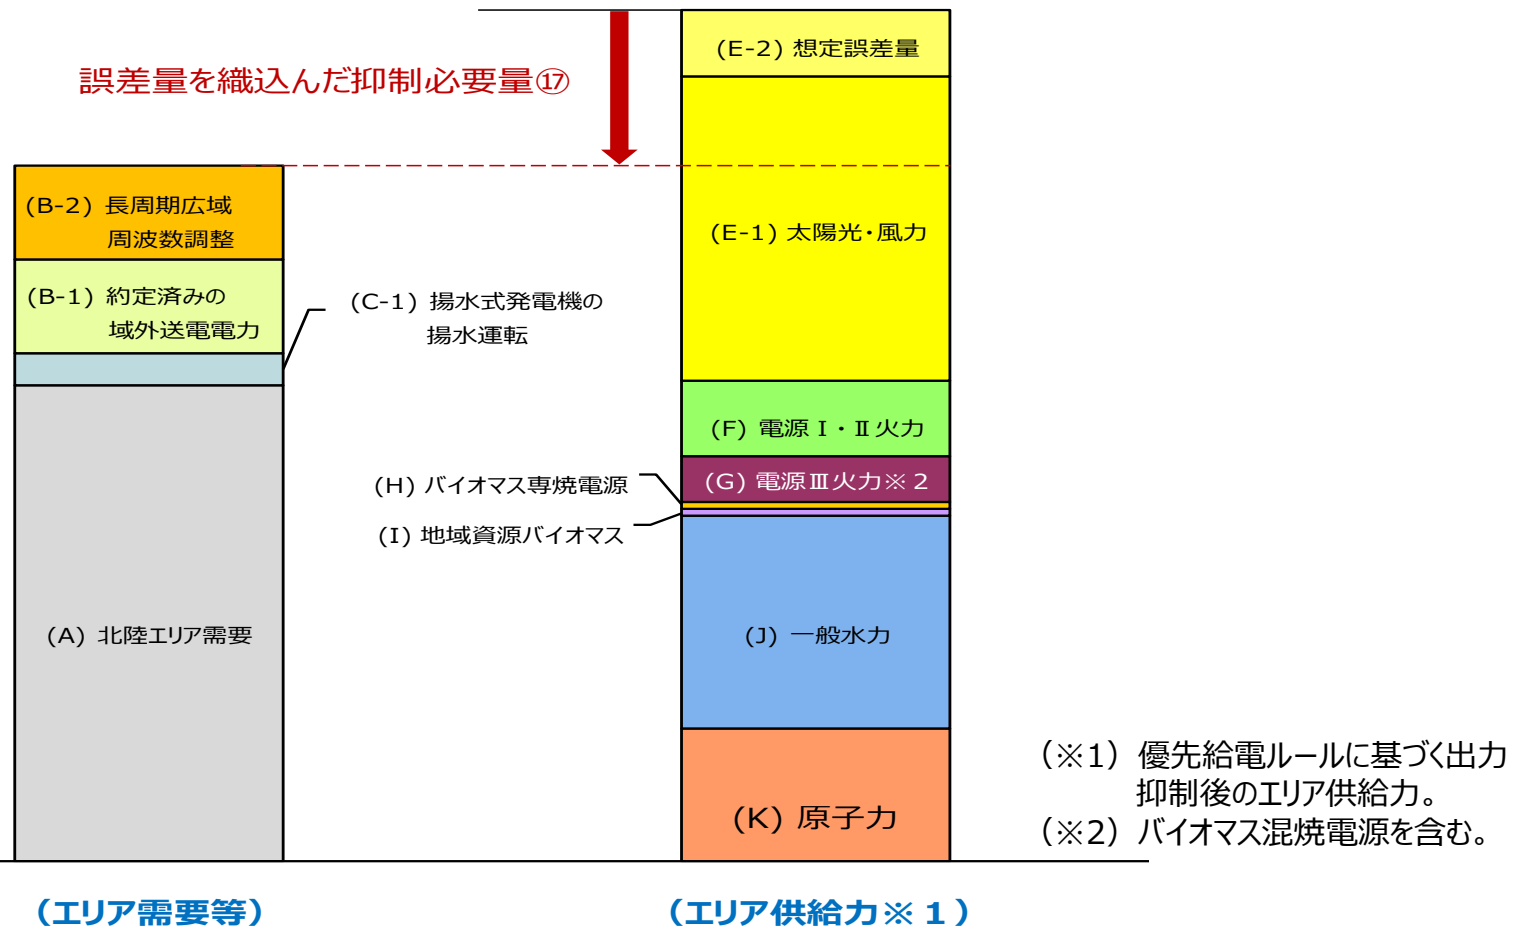 (E-2) 想定誤差量
誤差量を織込んだ抑制必要量⑰
(B-2) 長周期広域
周波数調整
(E-1) 太陽光・風力
(B-1) 約定済みの
域外送電電力
(C-1) 揚水式発電機の
揚水運転
(F) 電源Ⅰ・Ⅱ火力
(G) 電源Ⅲ火力※2
(H) バイオマス専焼電源
(I) 地域資源バイオマス
(A) 北陸エリア需要
(J) 一般水力
(K) 原子力
(※1) 優先給電ルールに基づく出力
抑制後のエリア供給力。
(※2) バイオマス混焼電源を含む。
(エリア需要等)
(エリア供給力※1)